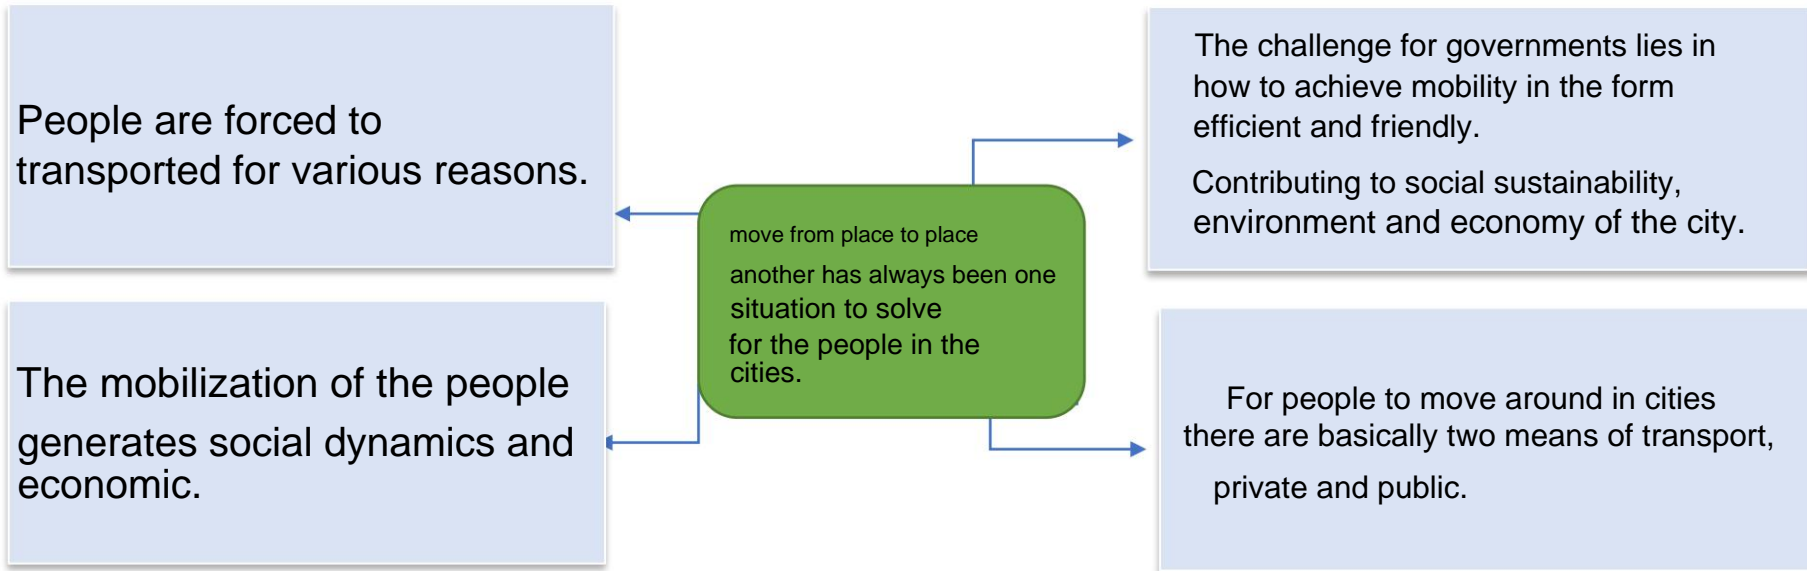 People are forced to
transported for various reasons.
The mobilization of the people
generates social dynamics and
economic.
move from place to place
another has always been one
situation to solve
for the people in the
cities.
The challenge for governments lies in
how to achieve mobility in the form
efficient and friendly.
Contributing to social sustainability,
environment and economy of the city.
For people to move around in cities
there are basically two means of transport,
private and public.